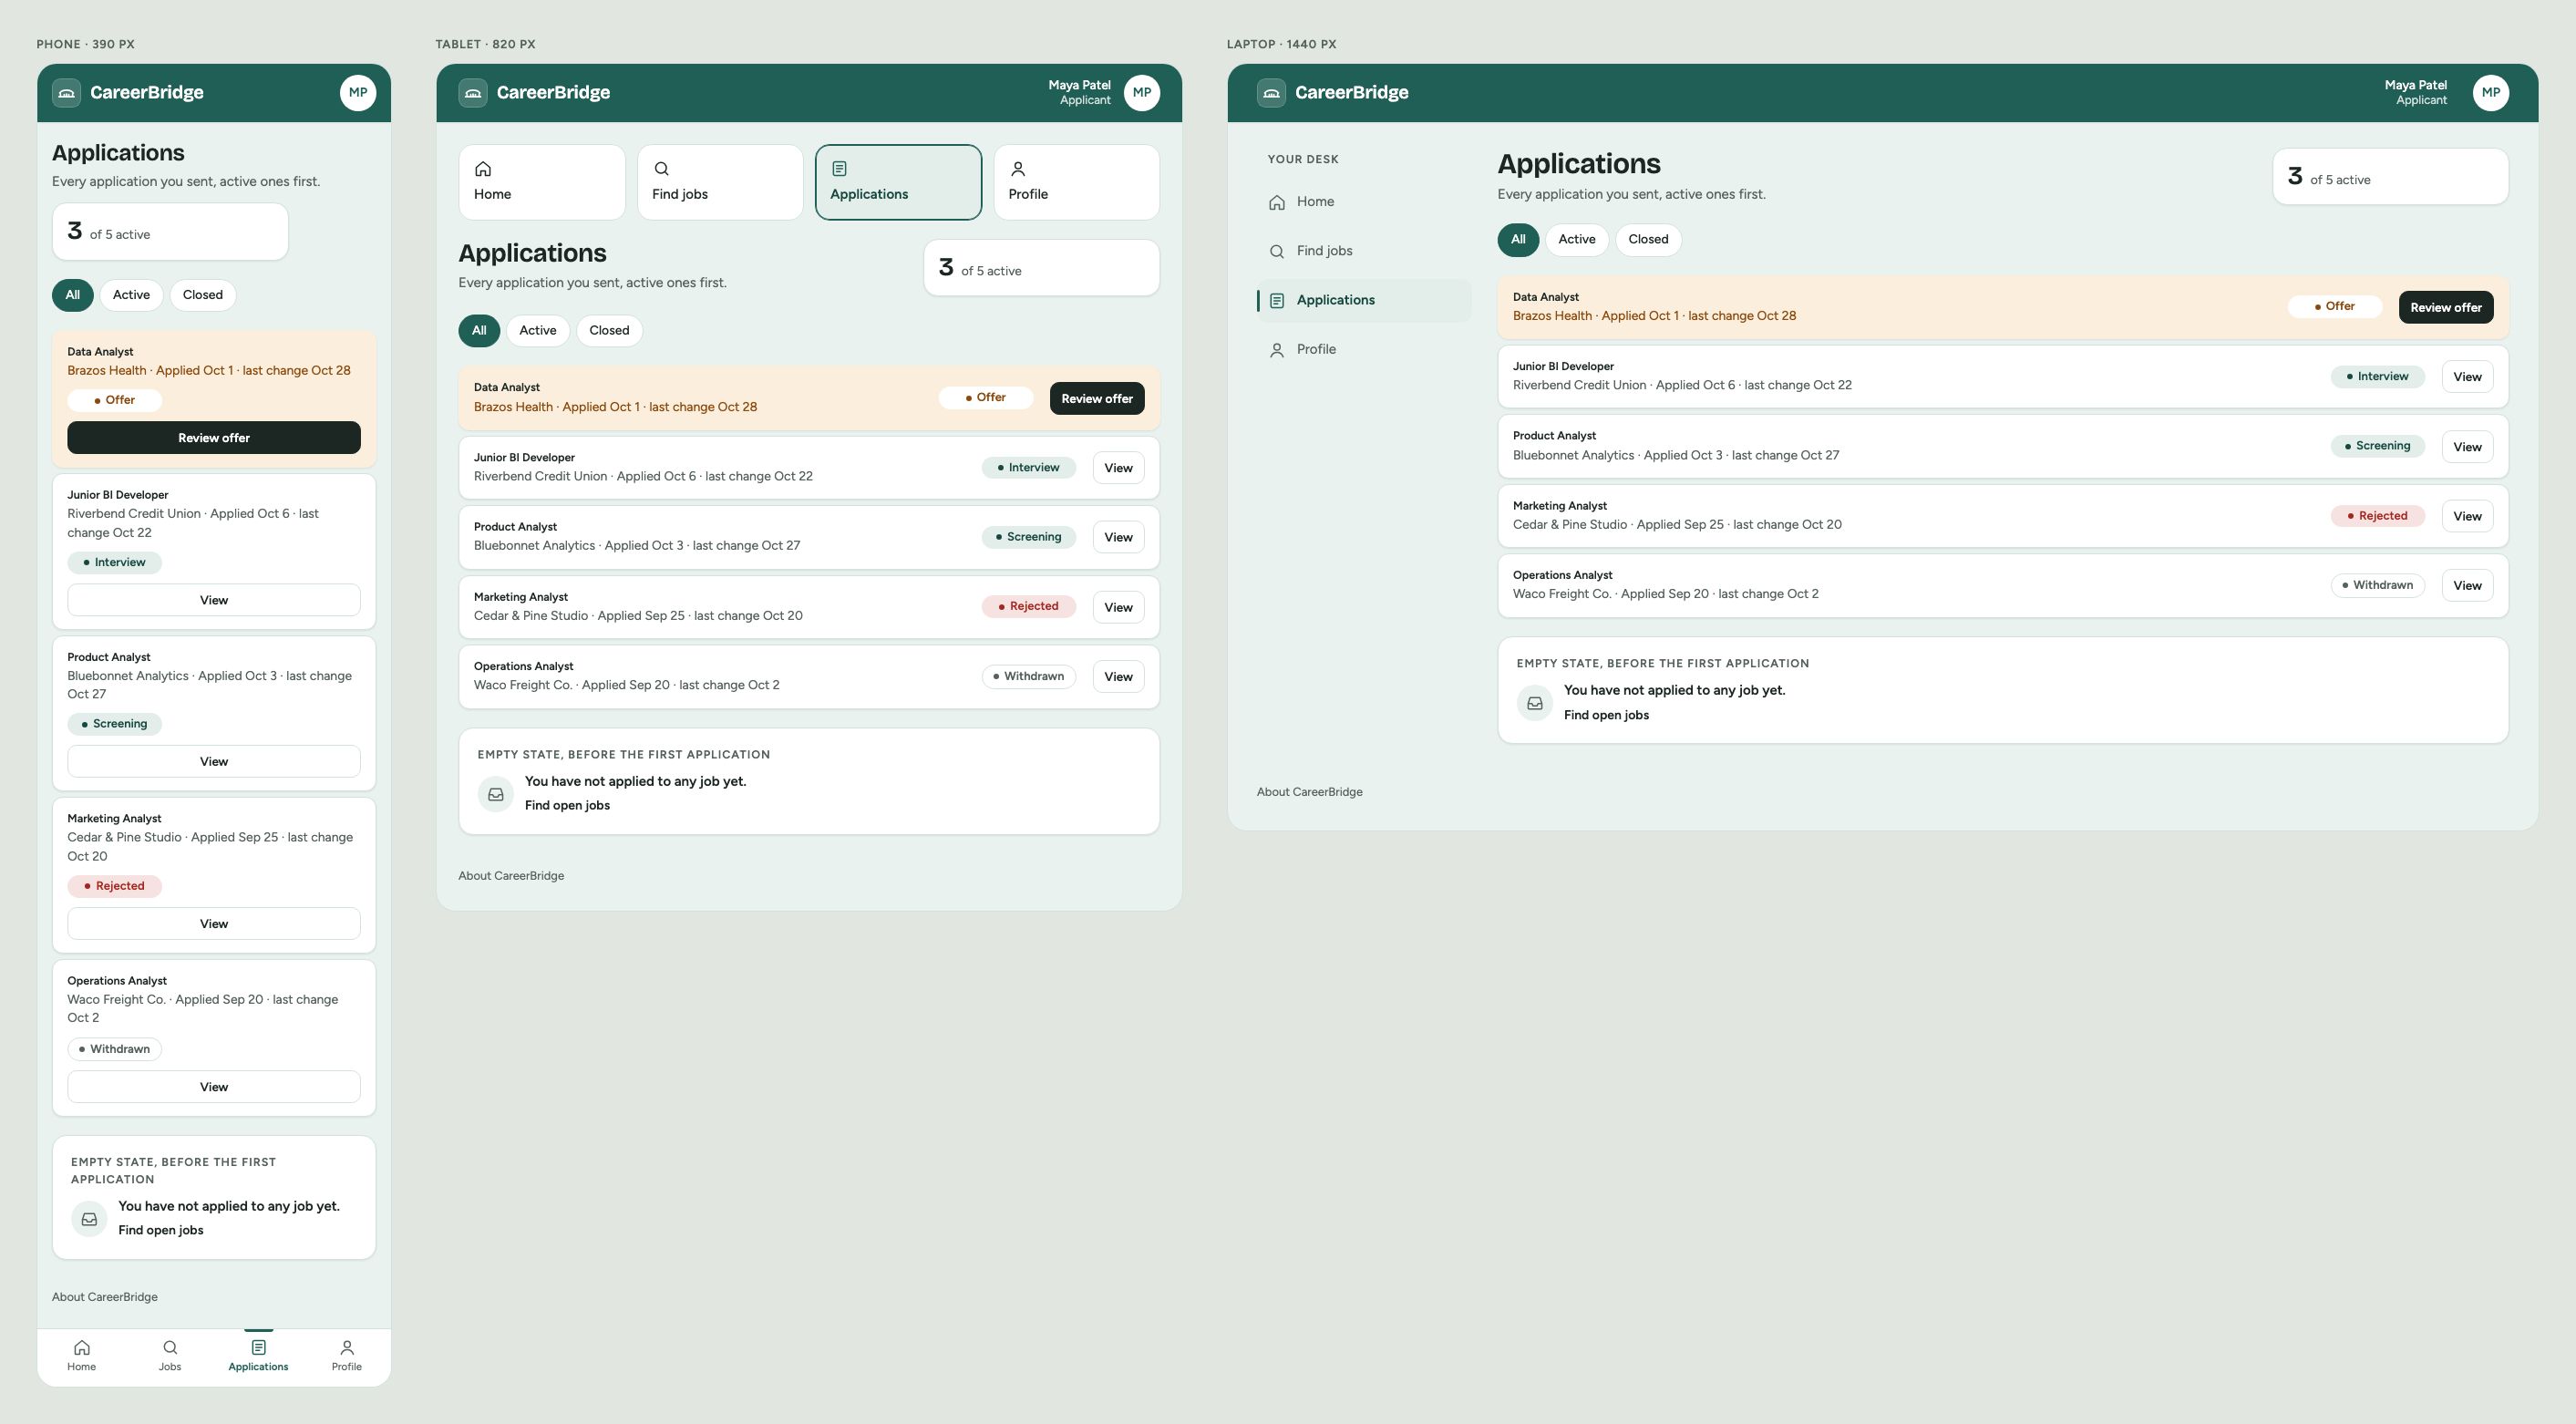 PHONE · 390 PX
CareerBridge
MP
Applications
Every application you sent, active ones first.
3 of 5 active
All
Active
Closed
Data Analyst
Brazos Health · Applied Oct 1 · last change Oct 28
Offer
Review offer
Junior BI Developer
Riverbend Credit Union · Applied Oct 6 · last
change Oct 22
Interview
View
Product Analyst
Bluebonnet Analytics · Applied Oct 3 · last change
Oct 27
Screening
View
Marketing Analyst
Cedar & Pine Studio · Applied Sep 25 · last change
Oct 20
Rejected
View
Operations Analyst
Waco Freight Co. · Applied Sep 20 · last change
Oct 2
Withdrawn
View
EMPTY STATE, BEFORE THE FIRST
APPLICATION
You have not applied to any job yet.
Find open jobs
About CareerBridge
Home
Jobs
Applications
Profile
TABLET · 820 PX
CareerBridge
Maya Patel
Applicant
MP
Home
Find jobs
Applications
Profile
Applications
Every application you sent, active ones first.
3 of 5 active
All
Active
Closed
Data Analyst
Brazos Health · Applied Oct 1 · last change Oct 28
Offer
Review offer
Junior BI Developer
Riverbend Credit Union · Applied Oct 6 · last change Oct 22
Interview
View
Product Analyst
Bluebonnet Analytics · Applied Oct 3 · last change Oct 27
Screening
View
Marketing Analyst
Cedar & Pine Studio · Applied Sep 25 · last change Oct 20
Rejected
View
Operations Analyst
Waco Freight Co. · Applied Sep 20 · last change Oct 2
Withdrawn
View
EMPTY STATE, BEFORE THE FIRST APPLICATION
You have not applied to any job yet.
Find open jobs
About CareerBridge
LAPTOP · 1440 PX
CareerBridge
Maya Patel
Applicant
MP
YOUR DESK
Home
Find jobs
Applications
Profile
Applications
Every application you sent, active ones first.
3 of 5 active
All
Active
Closed
Data Analyst
Brazos Health · Applied Oct 1 · last change Oct 28
Offer
Review offer
Junior BI Developer
Riverbend Credit Union · Applied Oct 6 · last change Oct 22
Interview
View
Product Analyst
Bluebonnet Analytics · Applied Oct 3 · last change Oct 27
Screening
View
Marketing Analyst
Cedar & Pine Studio · Applied Sep 25 · last change Oct 20
Rejected
View
Operations Analyst
Waco Freight Co. · Applied Sep 20 · last change Oct 2
Withdrawn
View
EMPTY STATE, BEFORE THE FIRST APPLICATION
You have not applied to any job yet.
Find open jobs
About CareerBridge